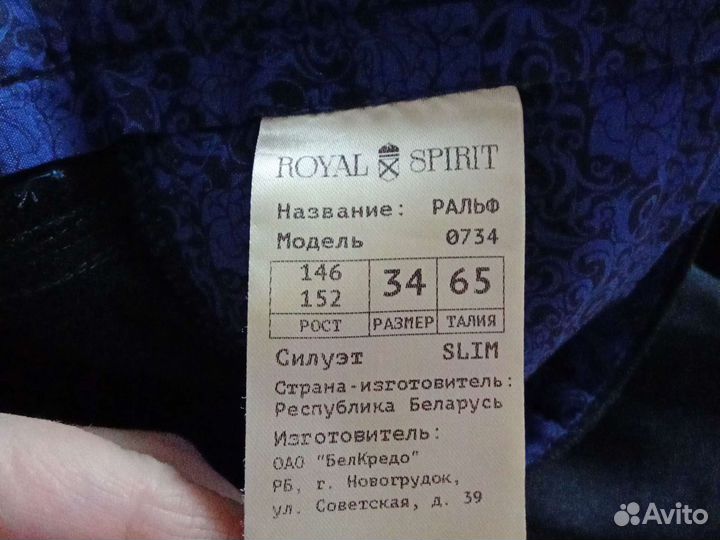 ROYAL SPIRIT
Название: РАЛЬФ
Модель 0734
146 152 34 65
РОСТ РАЗМЕР ТАЛИЯ
Силуэт SLIM
Страна-изготовитель:
Республика Беларусь
Изготовитель:
ОАО "БелКредо"
РБ, г. Новогрудок,
ул. Советская, д. 39
Avito